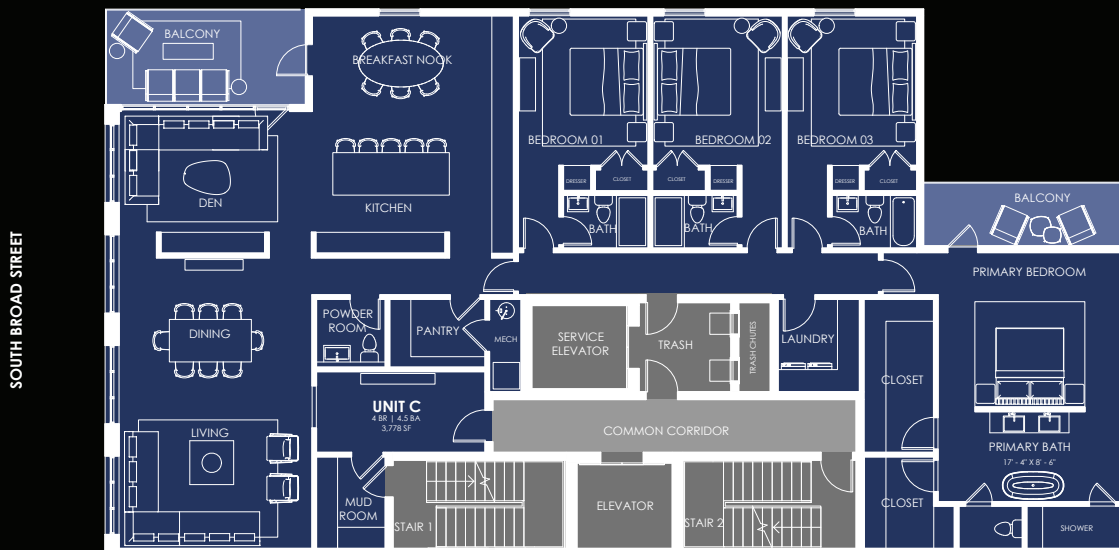 SOUTH BROAD STREET
BALCONY
BREAKFAST NOOK
BEDROOM 01
BEDROOM 02
BEDROOM 03
DRESSER
CLOSET
CLOSET
DRESSER
DRESSER
CLOSET
DEN
KITCHEN
BATH
BATH
BATH
BALCONY
PRIMARY BEDROOM
DINING
POWDER
ROOM
PANTRY
MECH
SERVICE
ELEVATOR
TRASH
TRASH CHUTES
LAUNDRY
CLOSET
UNIT C
4 BR | 4.5 BA
3,778 SF
LIVING
COMMON CORRIDOR
PRIMARY BATH
17' - 4" X 8' - 6"
MUD
ROOM
STAIR 1
ELEVATOR
STAIR 2
CLOSET
SHOWER